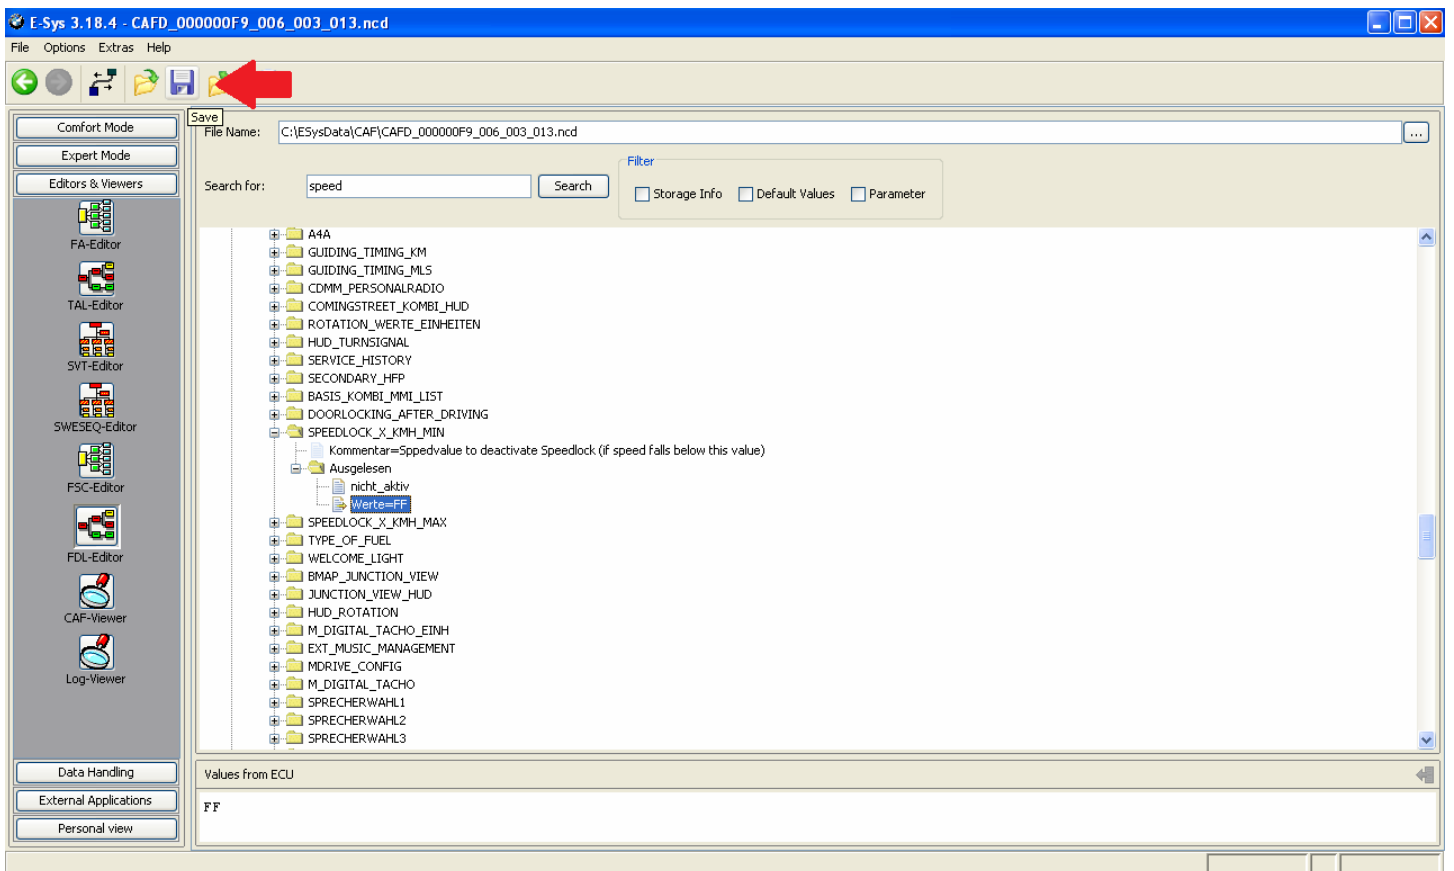 E-Sys 3.18.4 - CAFD_000000F9_006_003_013.ncd
File Options Extras Help
Save
Comfort Mode
Expert Mode
Editors & Viewers
FA-Editor
TAL-Editor
SVT-Editor
SWESEQ-Editor
FSC-Editor
FDL-Editor
CAF-Viewer
Log-Viewer
Data Handling
External Applications
Personal view
File Name: C:\ESysData\CAF\CAFD_000000F9_006_003_013.ncd ...
Filter
Search for: speed Search Storage Info Default Values Parameter
A4A
GUIDING_TIMING_KM
GUIDING_TIMING_MLS
CDMM_PERSONALRADIO
COMINGSTREET_KOMBI_HUD
ROTATION_WERTE_EINHEITEN
HUD_TURNSIGNAL
SERVICE_HISTORY
SECONDARY_HFP
BASIS_KOMBI_MMI_LIST
DOORLOCKING_AFTER_DRIVING
SPEEDLOCK_X_KMH_MIN
Kommentar=Sppedvalue to deactivate Speedlock (if speed falls below this value)
Ausgelesen
nicht_aktiv
Werte=FF
SPEEDLOCK_X_KMH_MAX
TYPE_OF_FUEL
WELCOME_LIGHT
BMAP_JUNCTION_VIEW
JUNCTION_VIEW_HUD
HUD_ROTATION
M_DIGITAL_TACHO_EINH
EXT_MUSIC_MANAGEMENT
MDRIVE_CONFIG
M_DIGITAL_TACHO
SPRECHERWAHL1
SPRECHERWAHL2
SPRECHERWAHL3
Values from ECU
FF